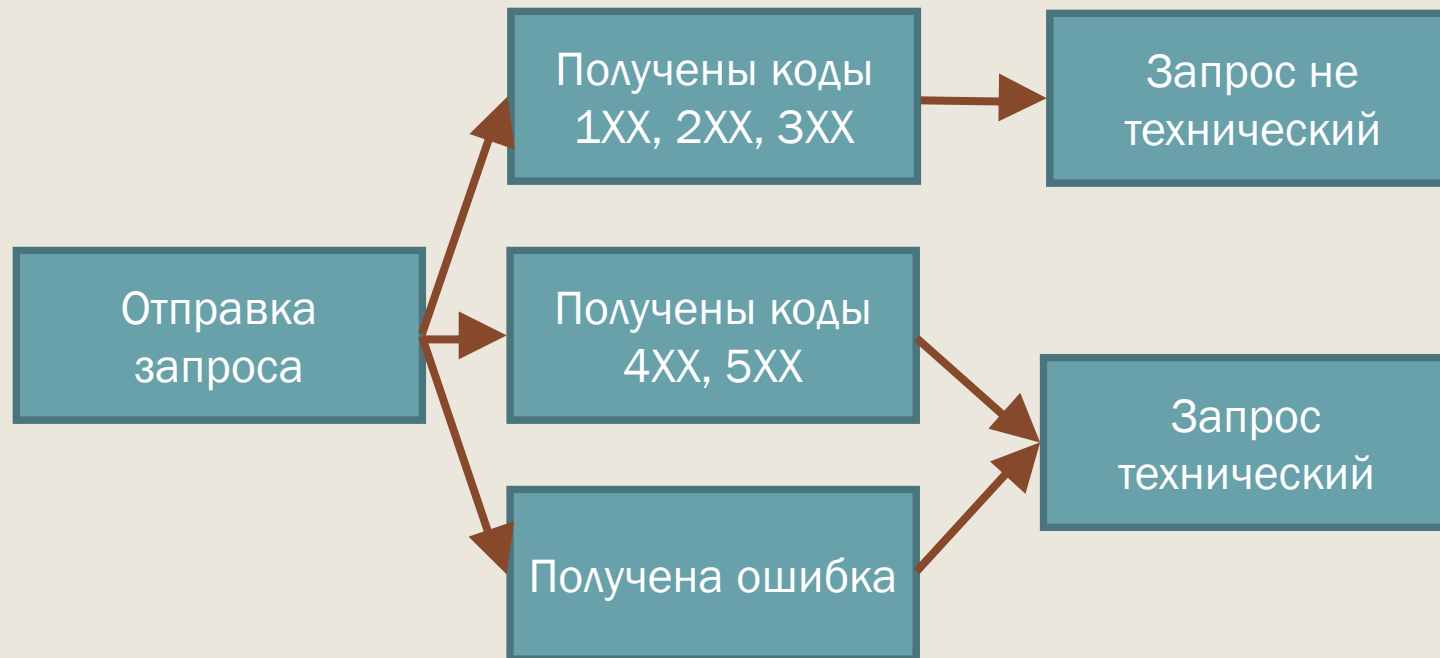 Получены коды
1XX, 2XX, 3XX
Запрос не
технический
Отправка
запроса
Получены коды
4XX, 5XX
Запрос
технический
Получена ошибка